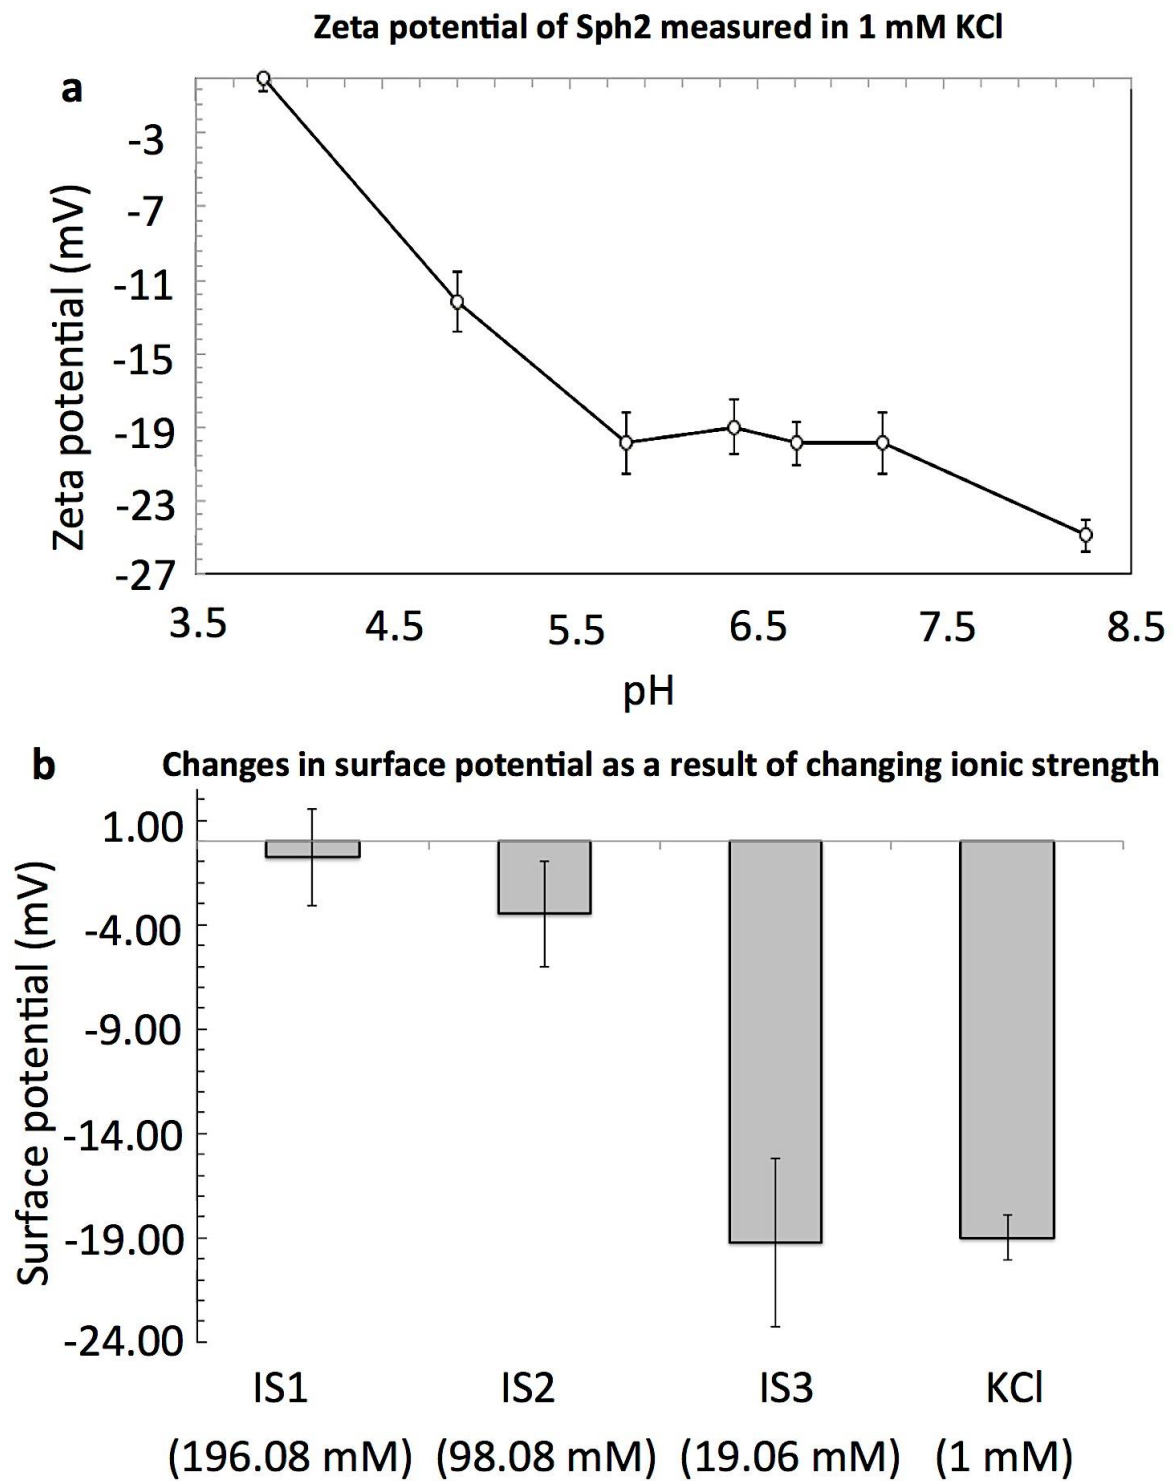 Zeta potential of Sph2 measured in 1 mM KCl
a
Zeta potential (mV)
-3
-7
-11
-15
-19
-23
-27
3.5 4.5 5.5 6.5 7.5 8.5
pH
b
Changes in surface potential as a result of changing ionic strength
Surface potential (mV)
1.00
-4.00
-9.00
-14.00
-19.00
-24.00
IS1 IS2 IS3 KCl
(196.08 mM) (98.08 mM) (19.06 mM) (1 mM)